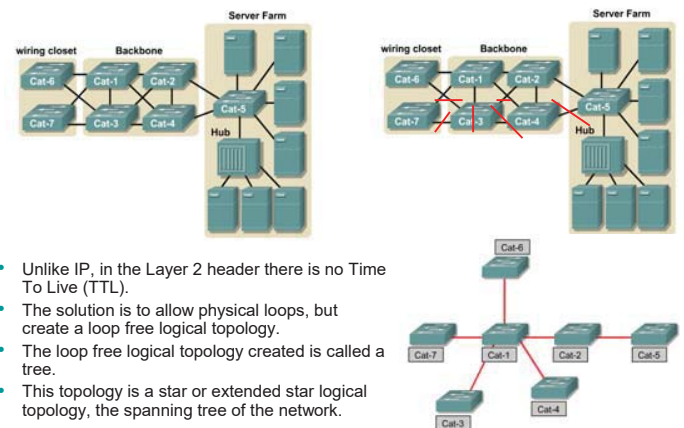 Server Farm
wiring closet Backbone
Cat-6 Cat-1 Cat-2
Cat-5
Cat-7 Cat-3 Cat-4
Hub
Server Farm
wiring closet Backbone
Cat-6 Cat-1 Cat-2
Cat-5
Cat-7 Cat-3 Cat-4
Hub
Unlike IP, in the Layer 2 header there is no Time
To Live (TTL).
The solution is to allow physical loops, but
create a loop free logical topology.
The loop free logical topology created is called a
tree.
This topology is a star or extended star logical
topology, the spanning tree of the network.
Cat-6
Cat-7 Cat-1 Cat-2 Cat-5
Cat-4
Cat-3